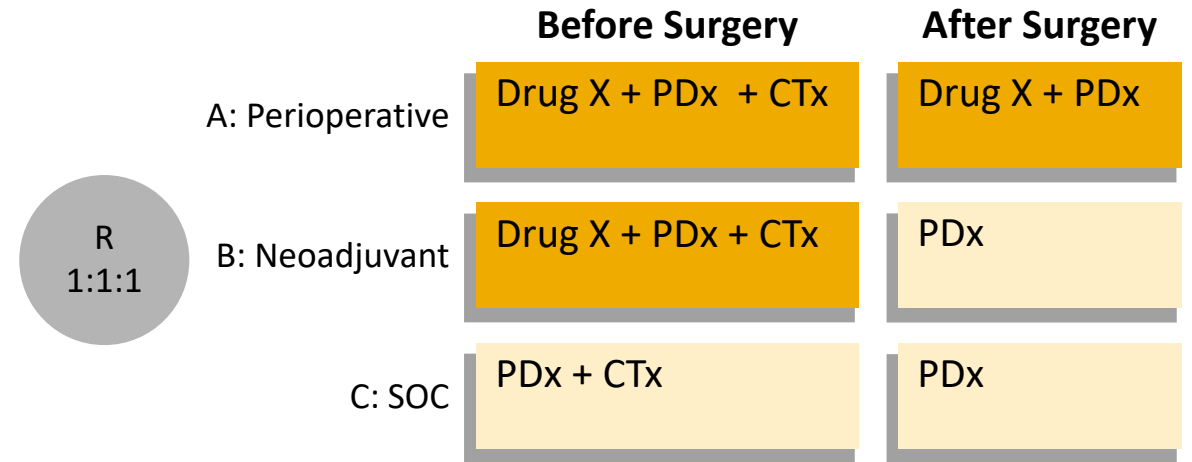 Before Surgery
After Surgery
A: Perioperative
Drug X + PDx + CTx
Drug X + PDx
R
1:1:1
B: Neoadjuvant
Drug X + PDx + CTx
PDx
C: SOC
PDx + CTx
PDx